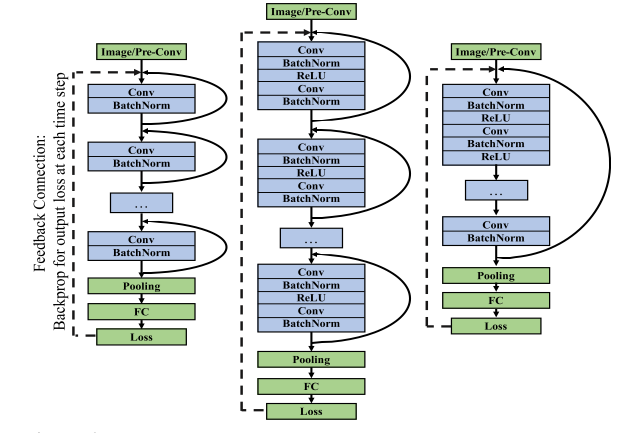 Feedback Connection:
Backprop for output loss at each time step
Image/Pre-Conv
Conv
BatchNorm
Conv
BatchNorm
...
Conv
BatchNorm
Pooling
FC
Loss
Image/Pre-Conv
Conv
BatchNorm
ReLU
Conv
BatchNorm
Conv
BatchNorm
ReLU
Conv
BatchNorm
...
Conv
BatchNorm
ReLU
Conv
BatchNorm
Pooling
FC
Loss
Image/Pre-Conv
Conv
BatchNorm
ReLU
Conv
BatchNorm
ReLU
...
Conv
BatchNorm
Pooling
FC
Loss